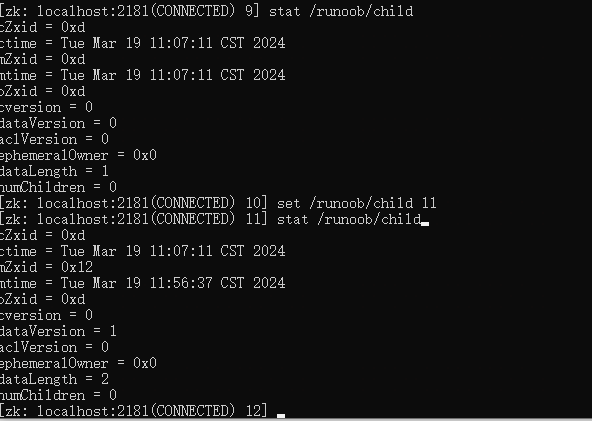 [zk: localhost:2181(CONNECTED) 9] stat /runoob/child
cZxid = 0xd
ctime = Tue Mar 19 11:07:11 CST 2024
mZxid = 0xd
mtime = Tue Mar 19 11:07:11 CST 2024
pZxid = 0xd
cversion = 0
dataVersion = 0
aclVersion = 0
ephemeralOwner = 0x0
dataLength = 1
numChildren = 0
[zk: localhost:2181(CONNECTED) 10] set /runoob/child 11
[zk: localhost:2181(CONNECTED) 11] stat /runoob/child
cZxid = 0xd
ctime = Tue Mar 19 11:07:11 CST 2024
mZxid = 0x12
mtime = Tue Mar 19 11:56:37 CST 2024
pZxid = 0xd
cversion = 0
dataVersion = 1
aclVersion = 0
ephemeralOwner = 0x0
dataLength = 2
numChildren = 0
[zk: localhost:2181(CONNECTED) 12]